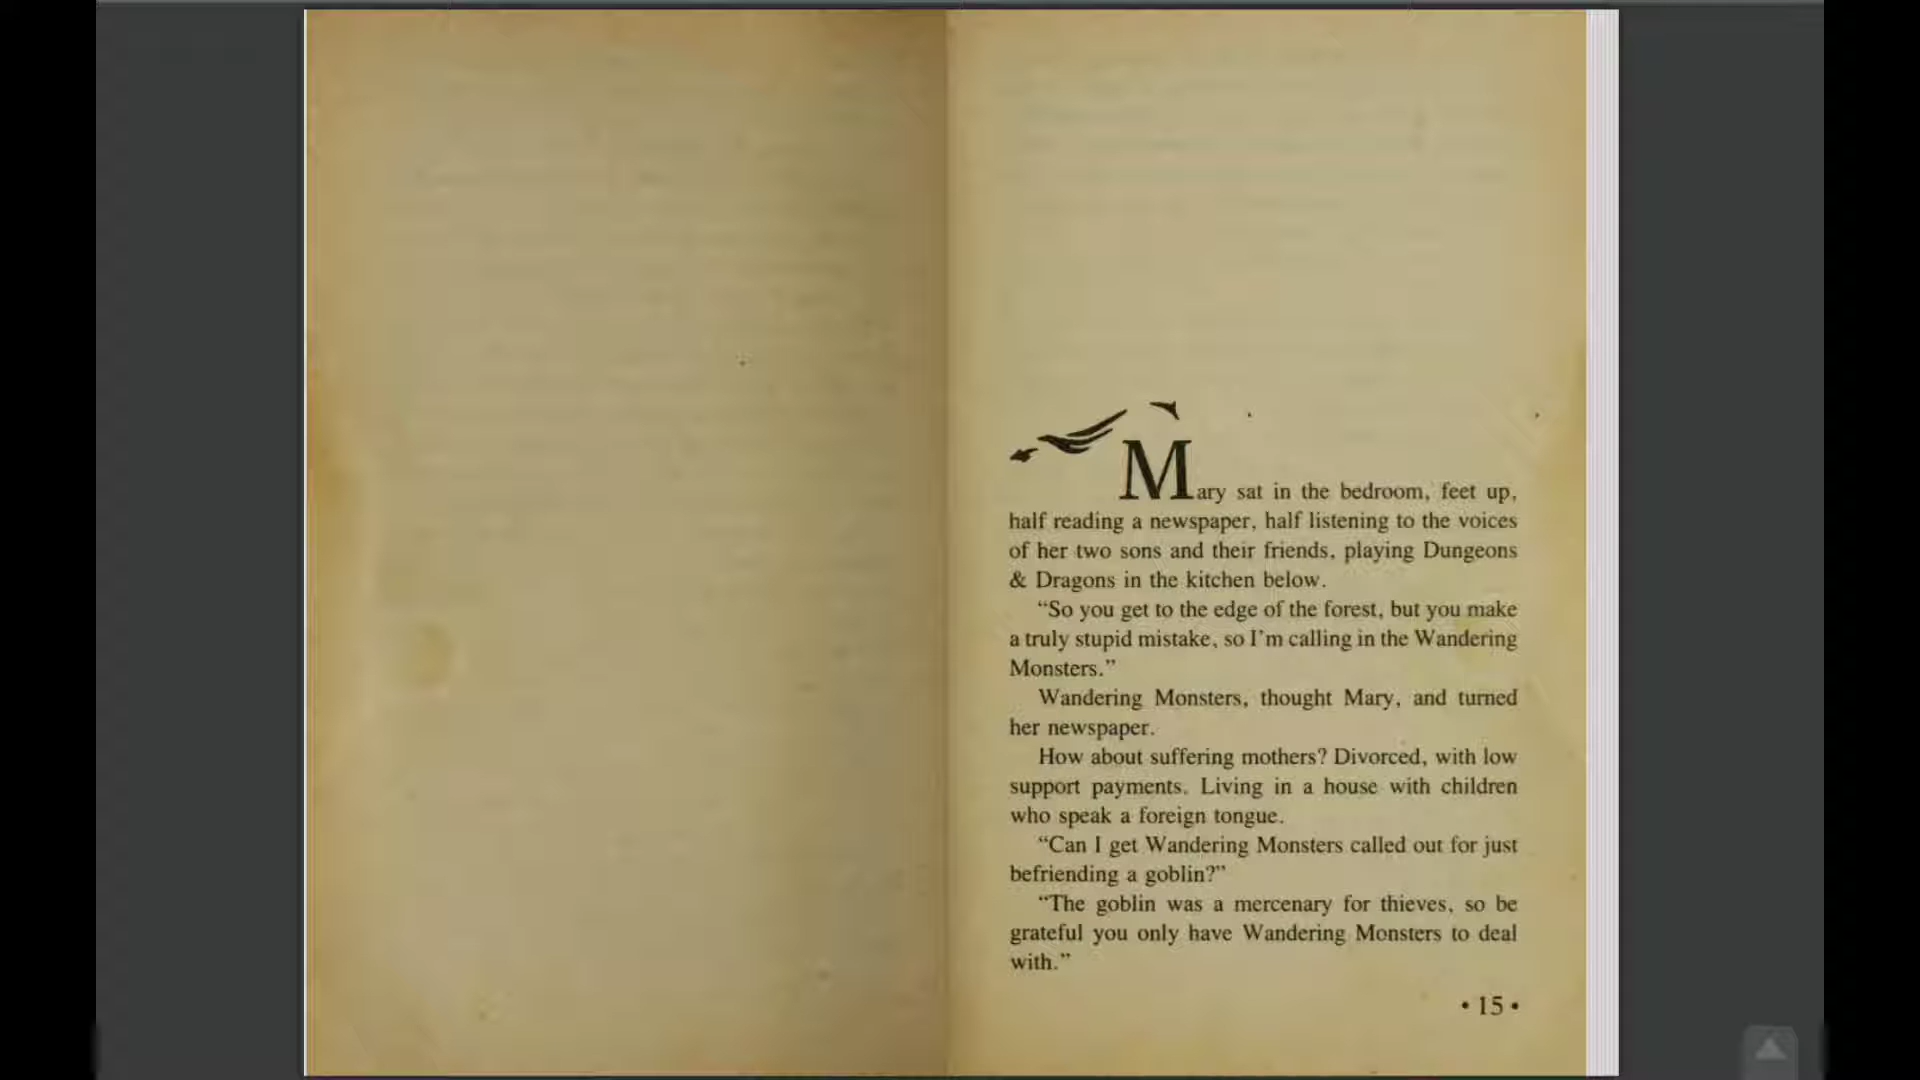 Mary sat in the bedroom, feet up,
half reading a newspaper, half listening to the voices
of her two sons and their friends, playing Dungeons
& Dragons in the kitchen below.
“So you get to the edge of the forest, but you make
a truly stupid mistake, so I’m calling in the Wandering
Monsters.”
Wandering Monsters, thought Mary, and turned
her newspaper.
How about suffering mothers? Divorced, with low
support payments. Living in a house with children
who speak a foreign tongue.
“Can I get Wandering Monsters called out for just
befriending a goblin?”
“The goblin was a mercenary for thieves, so be
grateful you only have Wandering Monsters to deal
with.”
• 15 •